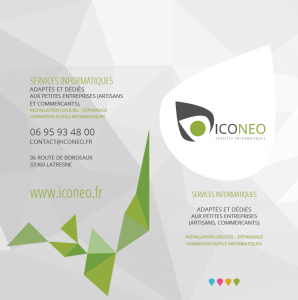 SERVICES INFORMATIQUES
ADAPTÉS ET DÉDIÉS
AUX PETITES ENTREPRISES (ARTISANS
ET COMMERCANTS).
INSTALLATION LOGICIEL - DÉPANNAGE
FORMATION OUTILS INFORMATIQUES
06 95 93 48 00
CONTACT@ICONEO.FR
36 ROUTE DE BORDEAUX
33360 LATRESNE
www.iconeo.fr
ICONEO
SERVICES INFORMATIQUES
SERVICES INFORMATIQUES
ADAPTÉS ET DÉDIÉS
AUX PETITES ENTREPRISES
(ARTISANS, COMMERCANTS)
INSTALLATION LOGICIEL - DÉPANNAGE
FORMATION OUTILS INFORMATIQUES